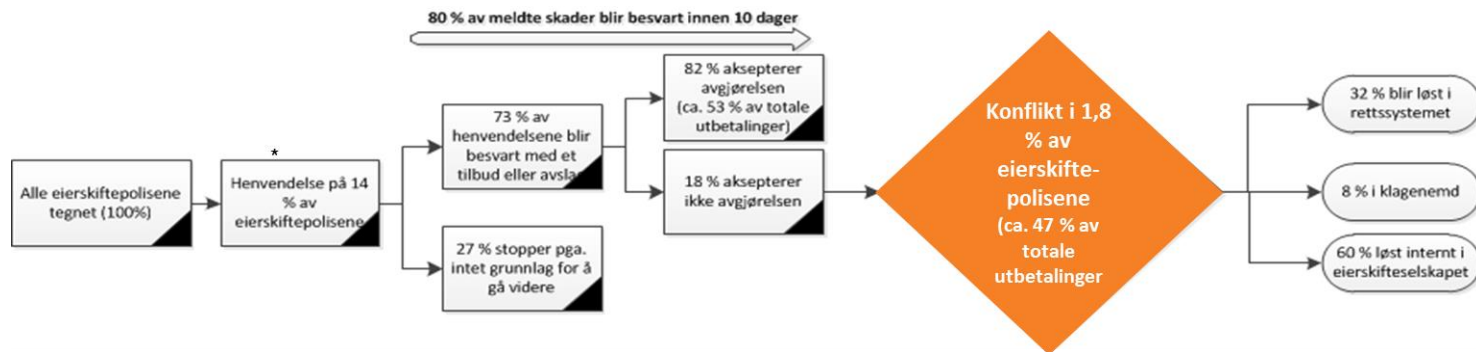 80 % av meldte skader blir besvart innen 10 dager
Alle eierskiftepolisene
tegnet (100%)
*
Henvendelse på 14
% av
eierskiftepolisene
73 % av
henvendelsene blir
besvart med et
tilbud eller avslag
27 % stopper pga.
intet grunnlag for å
gå videre
82 % aksepterer
avgjørelsen
(ca. 53 % av totale
utbetalinger)
18 % aksepterer
ikke avgjørelsen
Konflikt i 1,8
% av
eierskifte-
polisene
(ca. 47 % av
totale
utbetalinger
32 % blir løst i
rettssystemet
8 % i klagenemd
60 % løst internt i
eierskifteselskapet